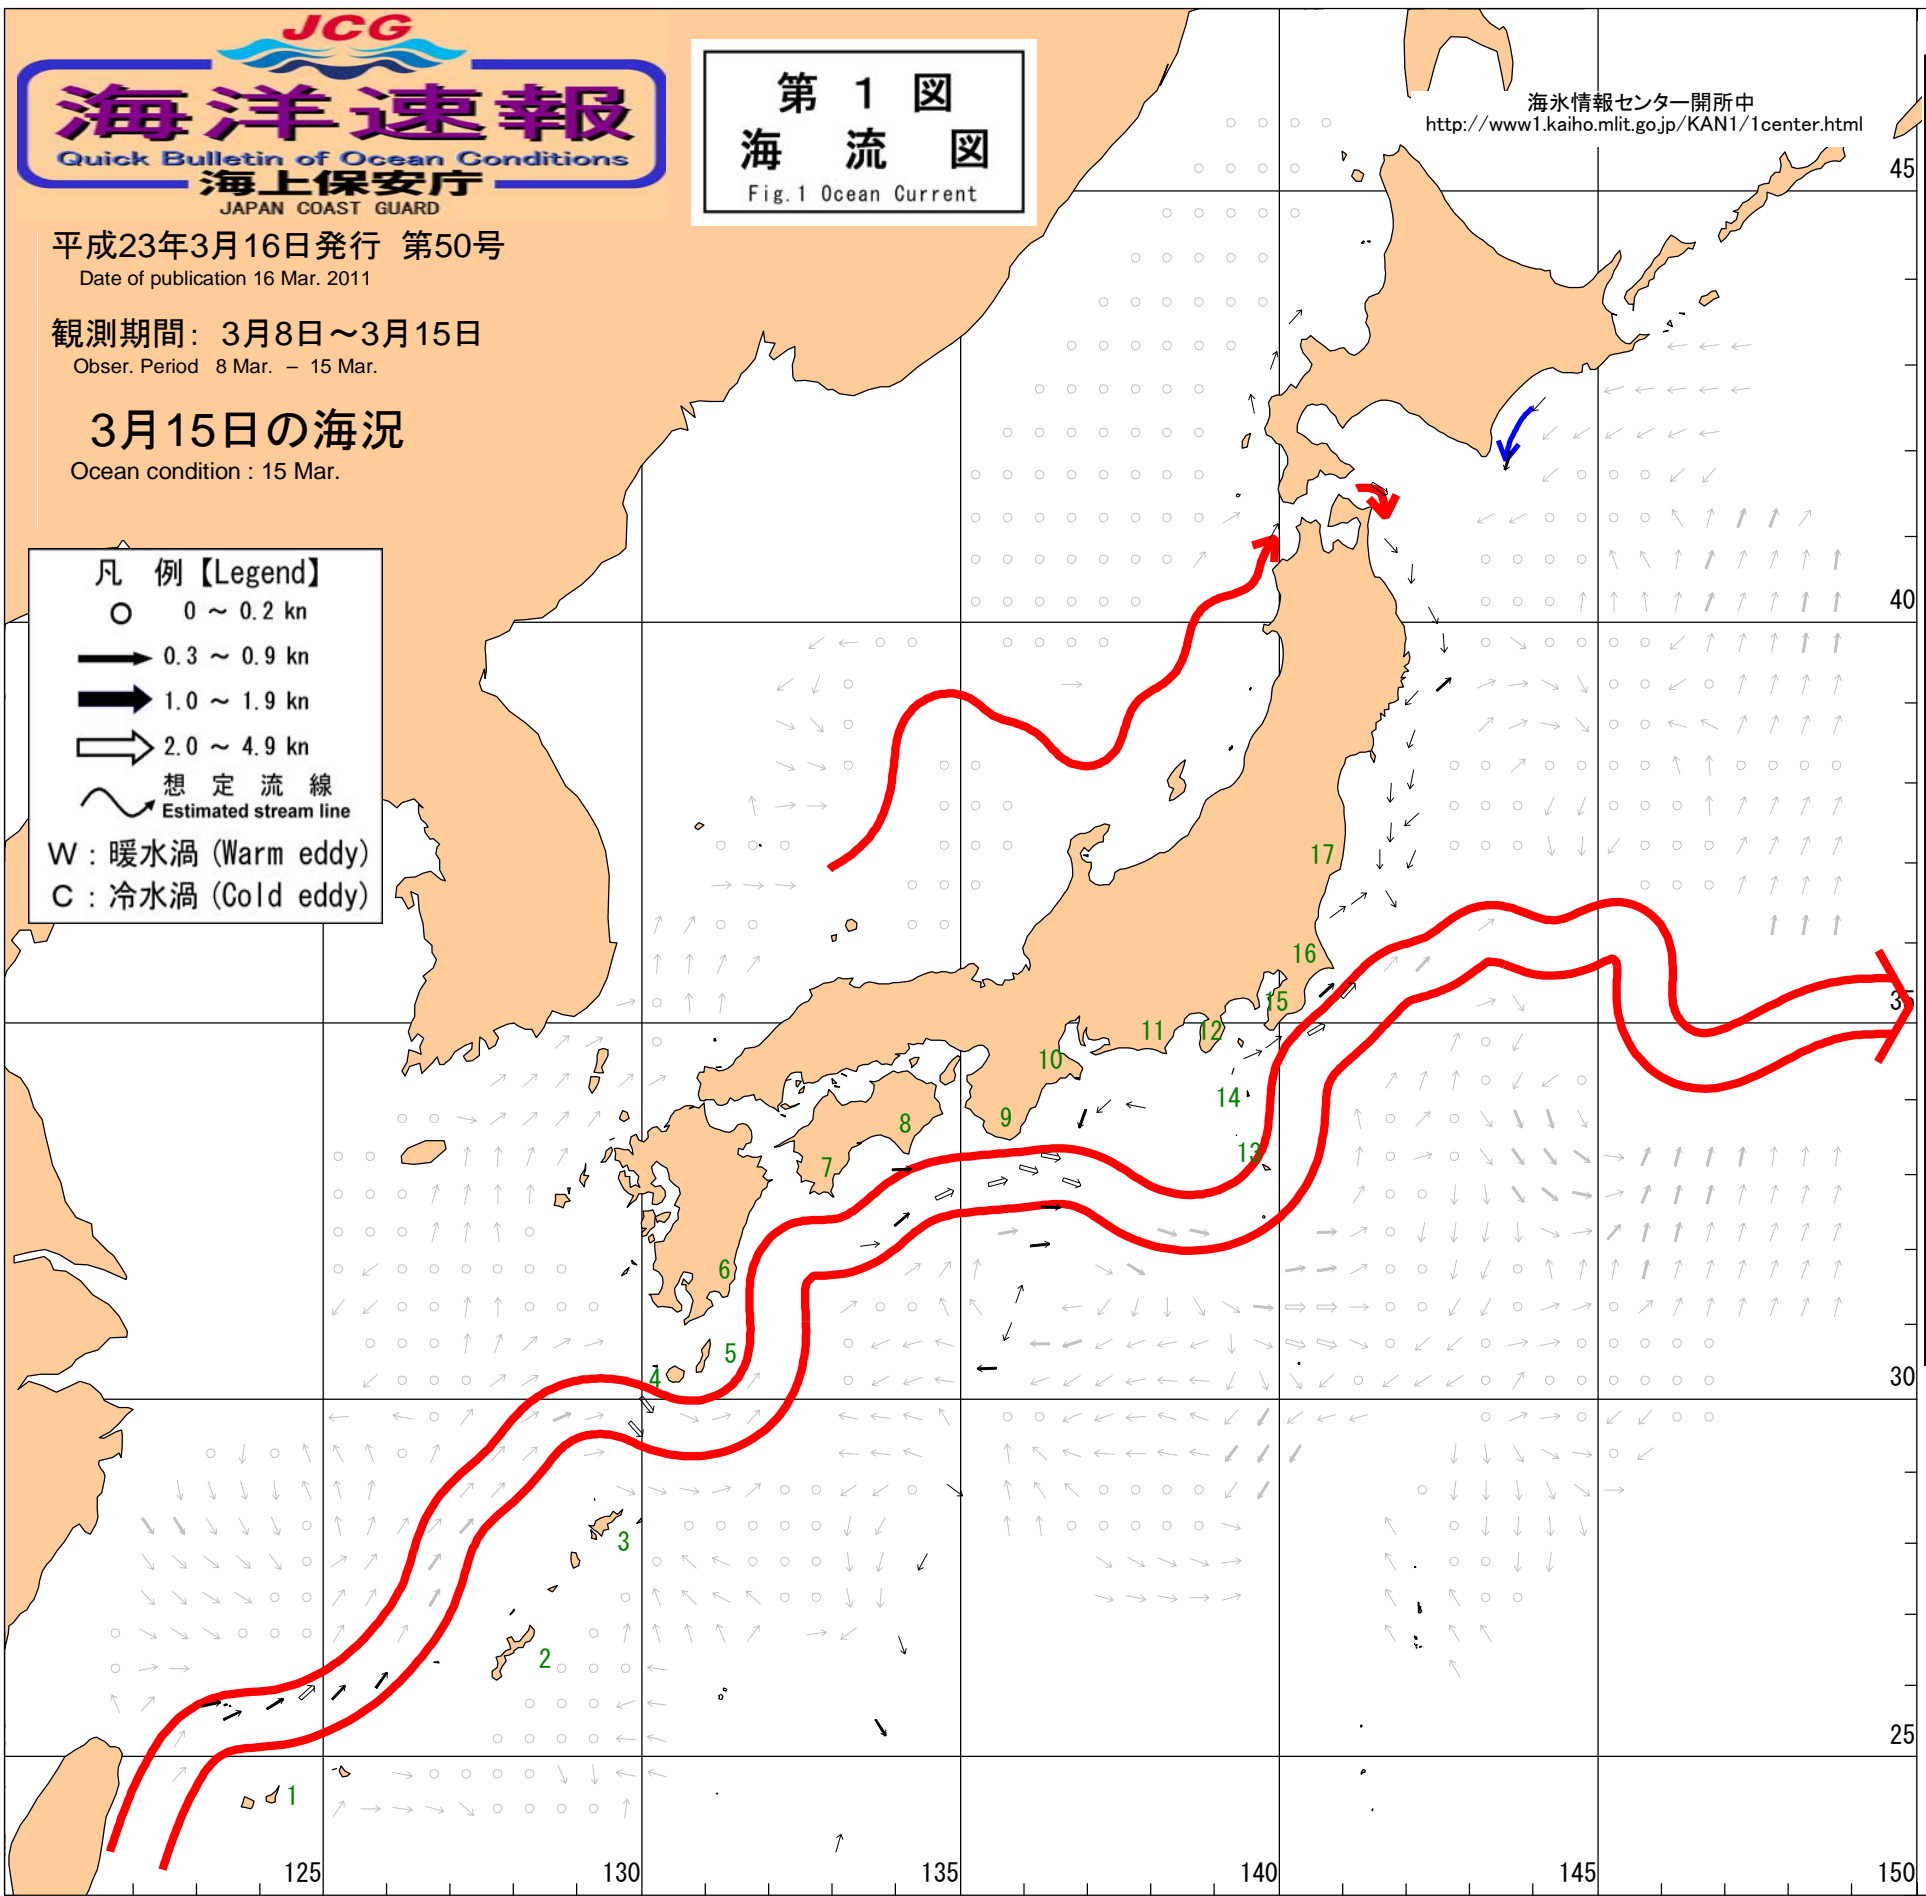 JCG
海洋速報
Quick Bulletin of Ocean Conditions
海上保安庁
JAPAN COAST GUARD
第 1 図
海 流 図
Fig.1 Ocean Current
海氷情報センター開所中
http://www1.kaiho.mlit.go.jp/KAN1/1center.html
平成23年3月16日発行 第50号
Date of publication 16 Mar. 2011
観測期間: 3月8日～3月15日
Obser. Period 8 Mar. – 15 Mar.
3月15日の海況
Ocean condition : 15 Mar.
凡 例【Legend】
0 ～ 0.2 kn
0.3 ～ 0.9 kn
1.0 ～ 1.9 kn
2.0 ～ 4.9 kn
想 定 流 線
Estimated stream line
W : 暖水渦 (Warm eddy)
C : 冷水渦 (Cold eddy)
45
40
35
30
25
17
16
15
12
11
10
14
13
9
8
7
6
5
4
3
2
1
125
130
135
140
145
150